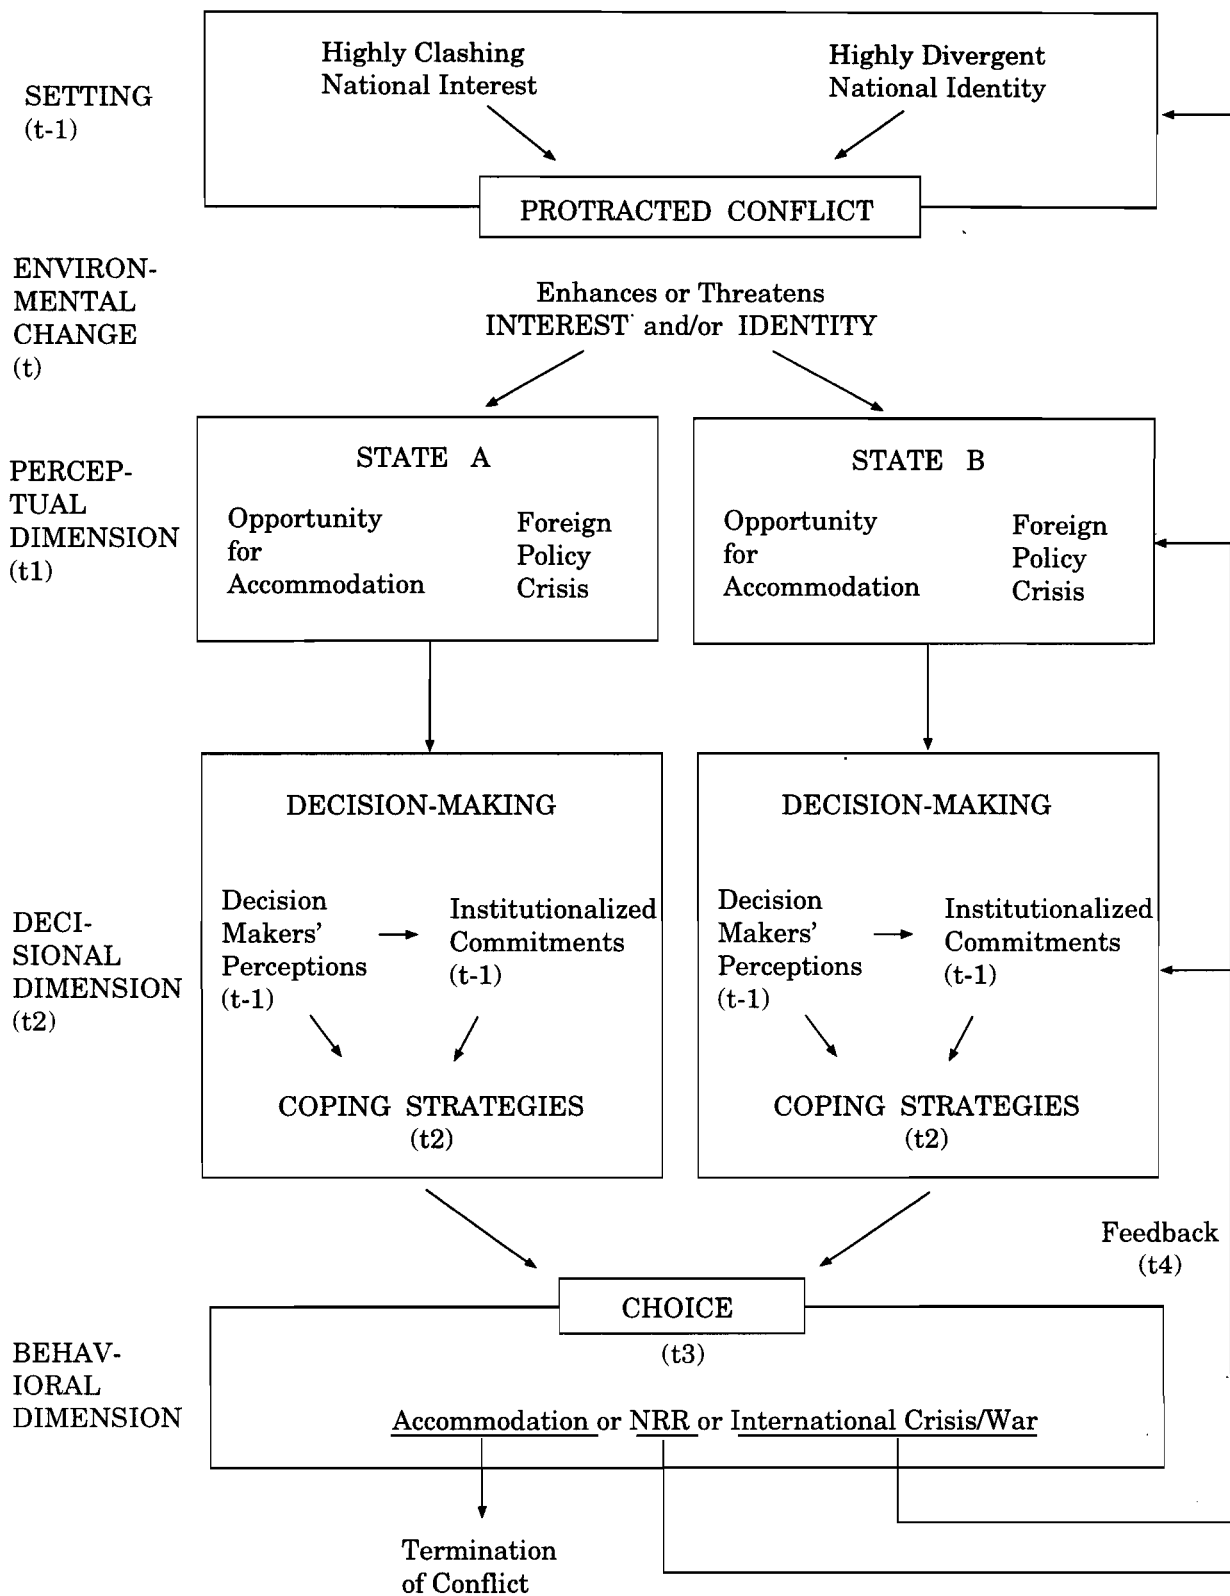 Highly Clashing
National Interest
Highly Divergent
National Identity
SETTING
(t-1)
PROTRACTED CONFLICT
ENVIRON-
MENTAL
CHANGE
(t)
Enhances or Threatens
INTEREST and/or IDENTITY
PERCEP-
TUAL
DIMENSION
(t1)
STATE A
Opportunity
for
Accommodation
Foreign
Policy
Crisis
STATE B
Opportunity
for
Accommodation
Foreign
Policy
Crisis
DECI-
SIONAL
DIMENSION
(t2)
DECISION-MAKING
Decision
Makers'
Perceptions
(t-1)
Institutionalized
Commitments
(t-1)
COPING STRATEGIES
(t2)
DECISION-MAKING
Decision
Makers'
Perceptions
(t-1)
Institutionalized
Commitments
(t-1)
COPING STRATEGIES
(t2)
Feedback
(t4)
BEHAV-
IORAL
DIMENSION
CHOICE
(t3)
Accommodation or NRR or International Crisis/War
Termination
of Conflict